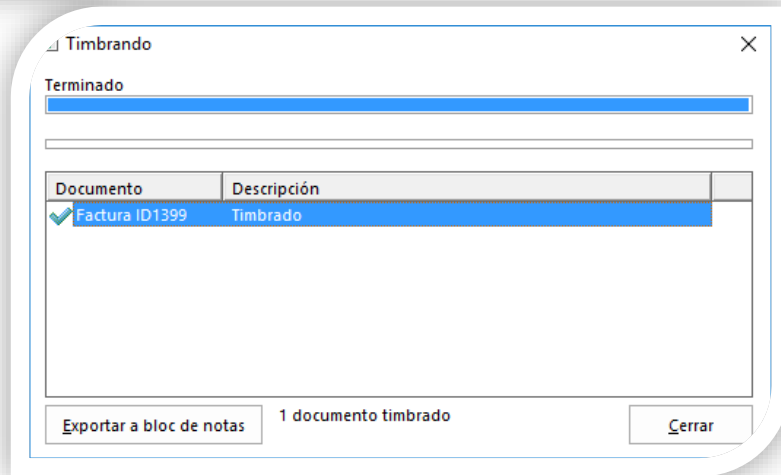 Timbrando
Terminado
Documento Descripción
Factura ID1399 Timbrado
Exportar a bloc de notas 1 documento timbrado Cerrar